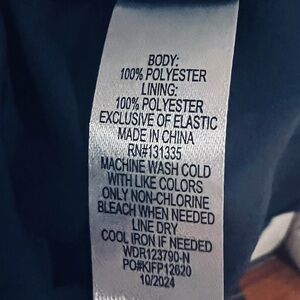 BODY:
100% POLYESTER
LINING:
100% POLYESTER
EXCLUSIVE OF ELASTIC
MADE IN CHINA
RN#131335
MACHINE WASH COLD
WITH LIKE COLORS
ONLY NON-CHLORINE
BLEACH WHEN NEEDED
LINE DRY
COOL IRON IF NEEDED
WDR123790-N
PO#KIFP12620
10/2024